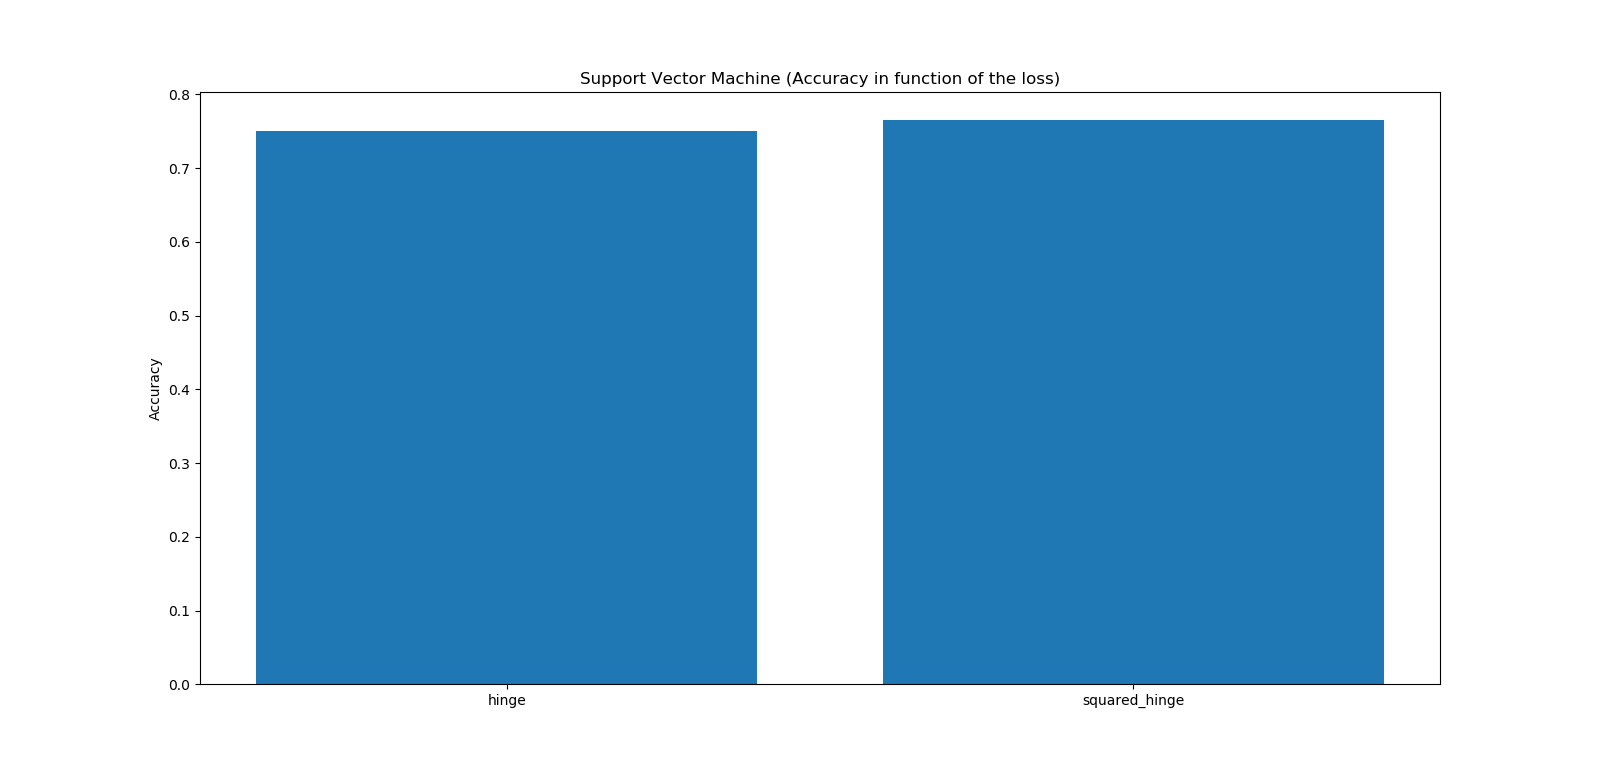 Support Vector Machine (Accuracy in function of the loss)
0.8
0.7
0.6
0.5
0.4
0.3
0.2
0.1
0.0
Accuracy
hinge
squared_hinge